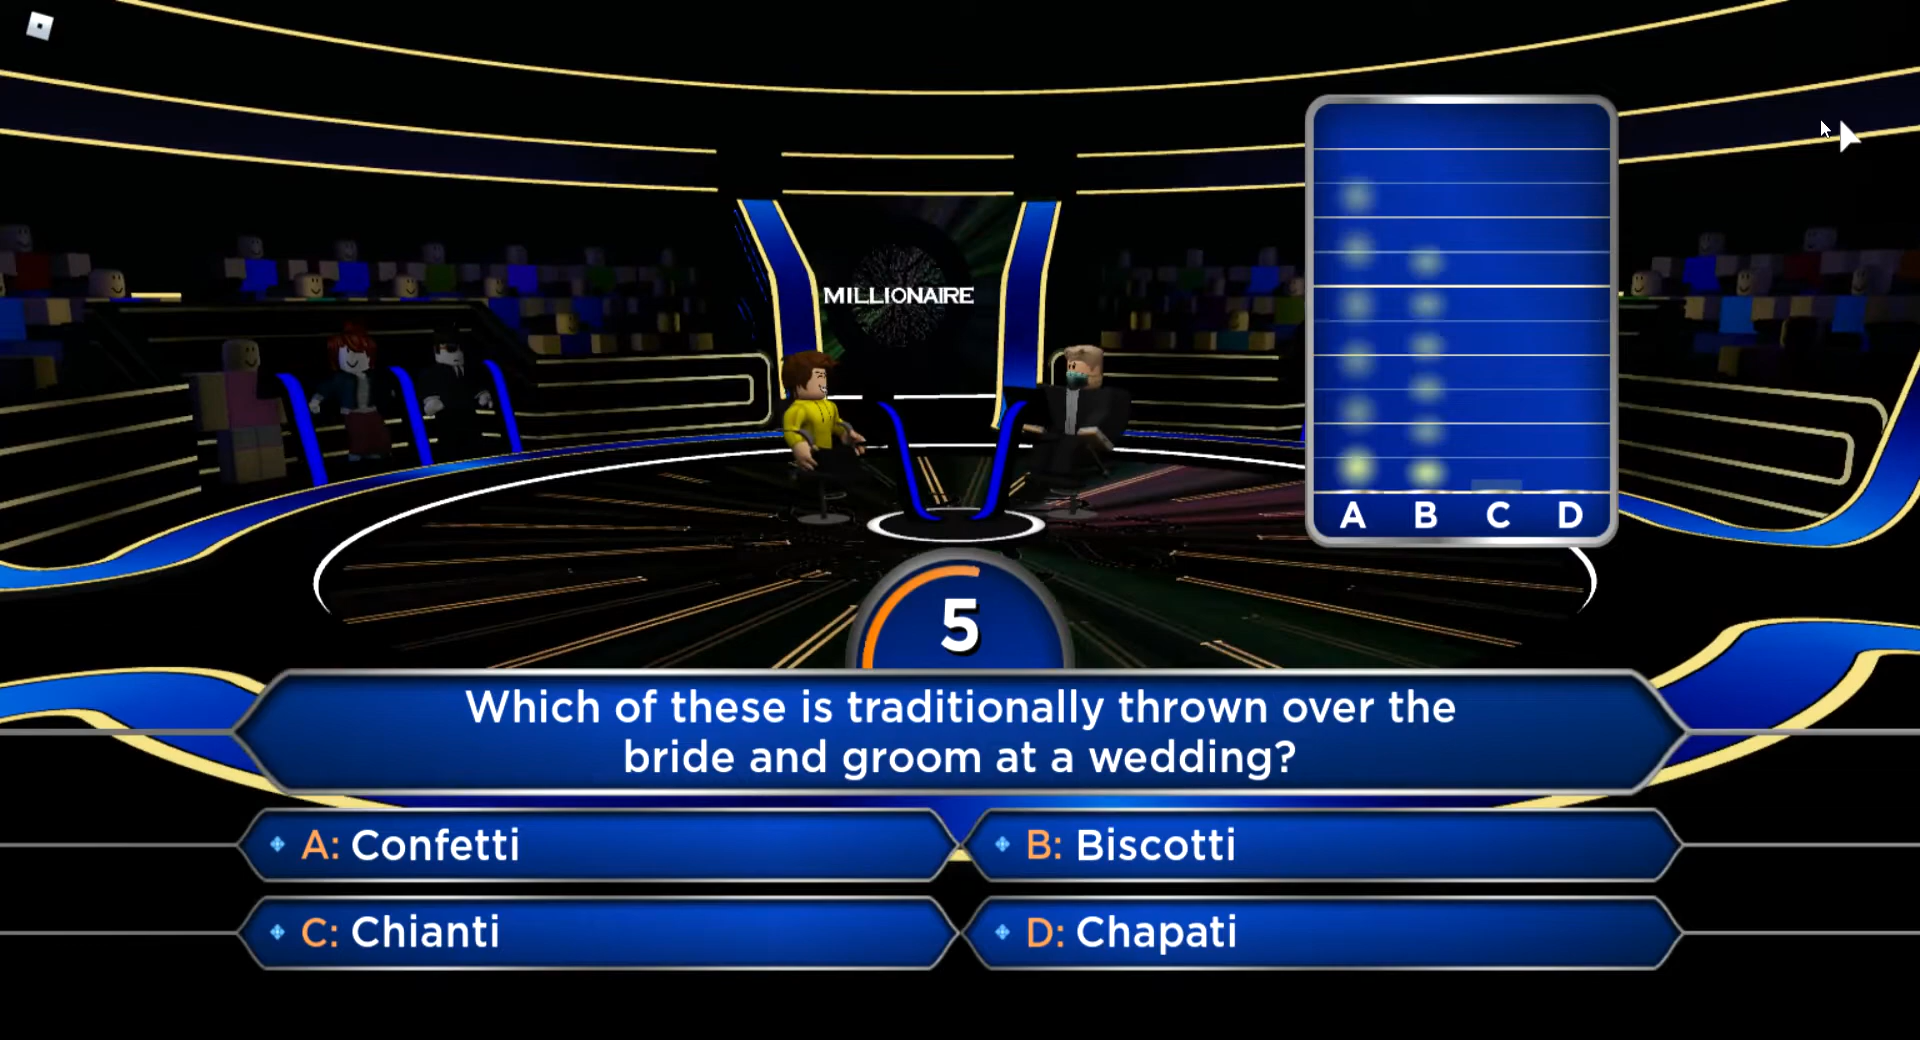 MILLIONAIRE
A B C D
5
Which of these is traditionally thrown over the
bride and groom at a wedding?
A: Confetti
B: Biscotti
C: Chianti
D: Chapati